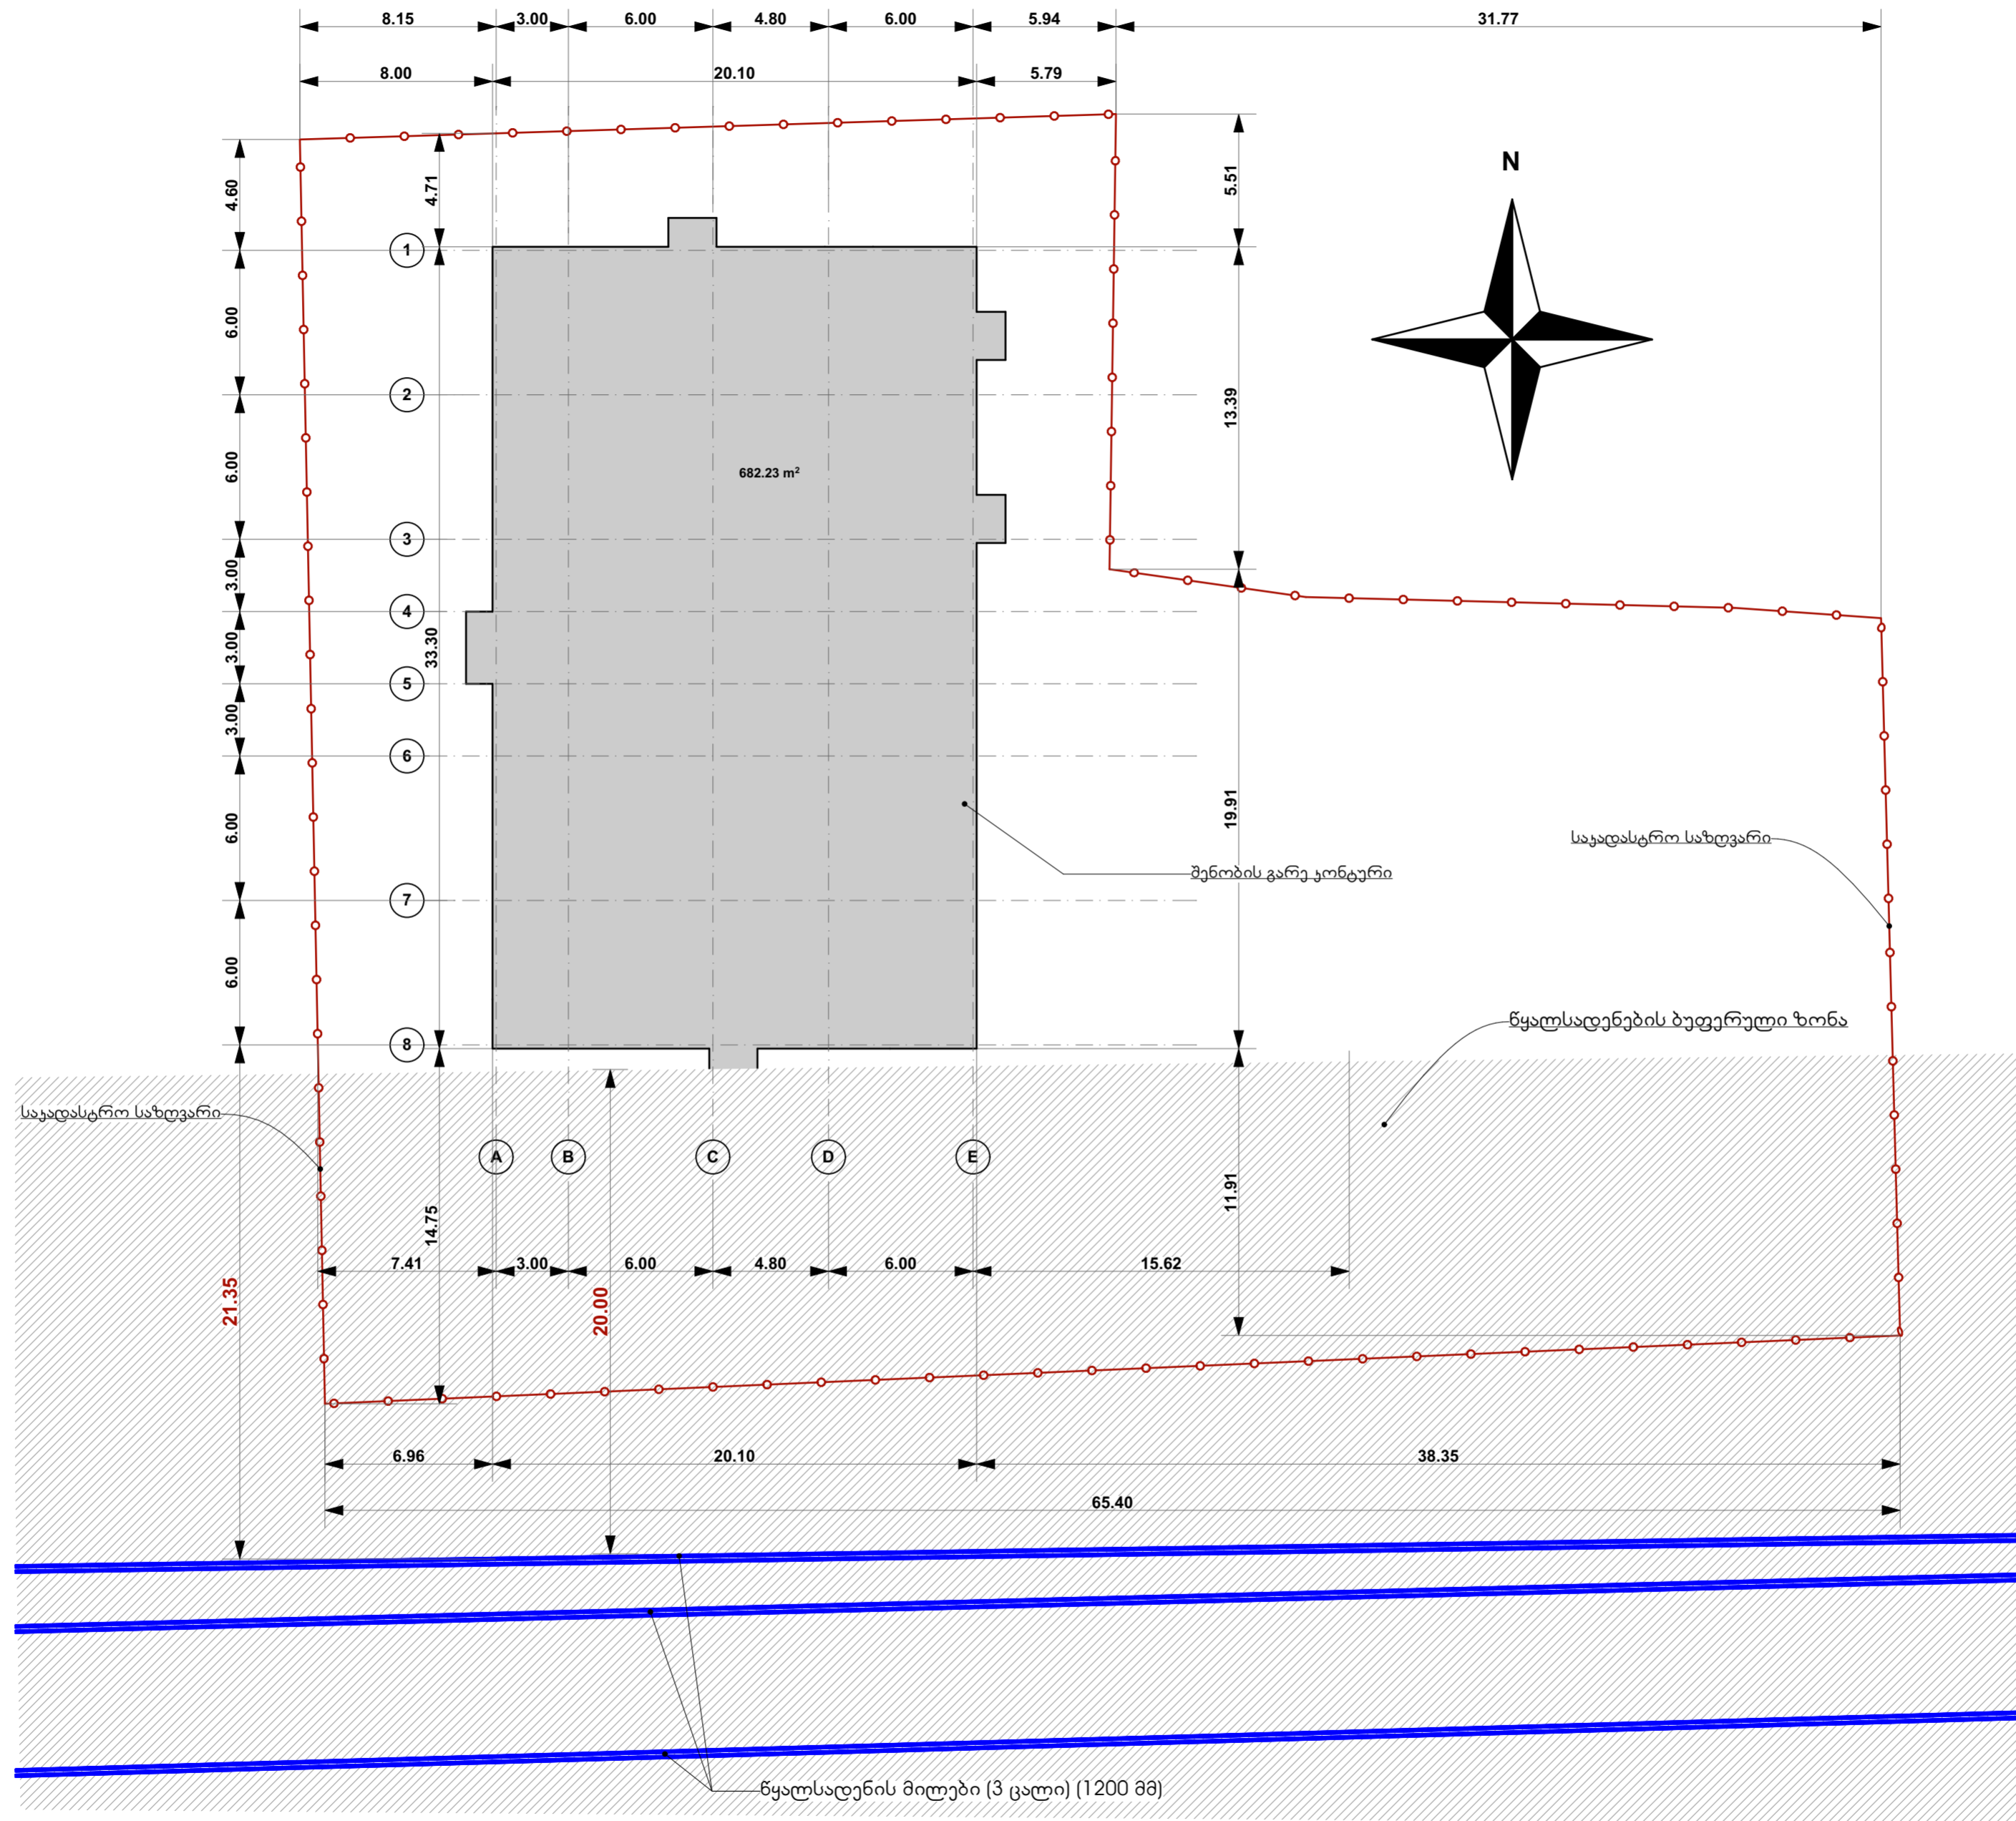 8.15 3.00 6.00 4.80 6.00 5.94 31.77
8.00 20.10 5.79
N
4.60 4.71 5.51
1
6.00
2
13.39
682.23 m²
6.00
3
3.00
4
3.00
33.30
5
3.00
6
6.00
19.91
საკადასტრო საზღვარი
შენობის გარე კონტური
7
6.00
წყალსადენების ბუფერული ზონა
8
საკადასტრო საზღვარი
A B C D E
14.75
11.91
7.41 3.00 6.00 4.80 6.00 15.62
21.35
20.00
6.96 20.10 38.35
65.40
წყალსადენის მილები (3 ცალი) (1200 მმ)